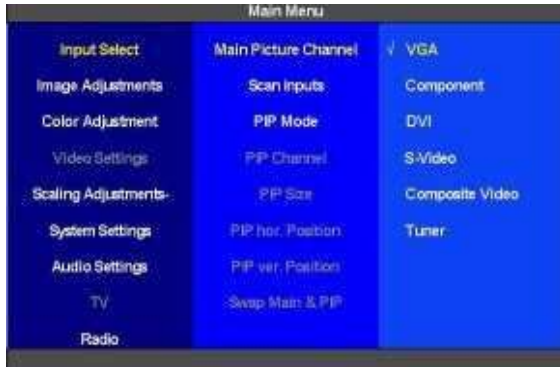 Main Menu
Input Select
Image Adjustments
Color Adjustment
Video Settings
Scaling Adjustments-
System Settings
Audio Settings
TV
Radio
Main Picture Channel
Scan Inputs
PIP Mode
PIP Channel
PIP Size
PIP hor. Position
PIP ver. Position
Swap Main & PIP
√ VGA
Component
DVI
S-Video
Composite Video
Tuner